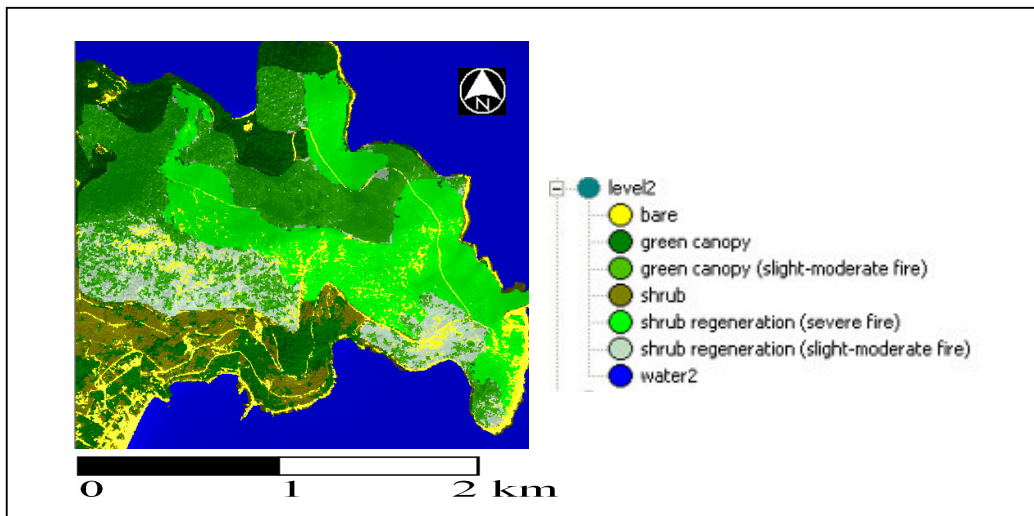 N
level2
bare
green canopy
green canopy (slight-moderate fire)
shrub
shrub regeneration (severe fire)
shrub regeneration (slight-moderate fire)
water2
0 1 2 km